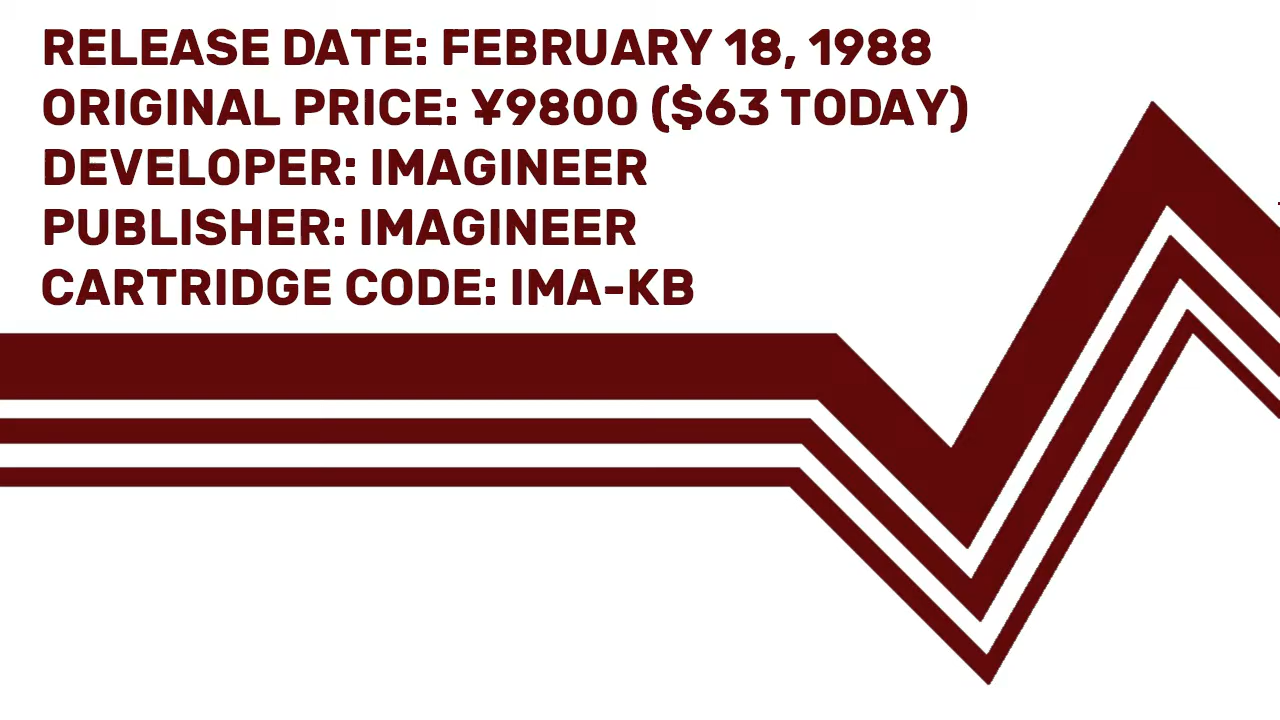 RELEASE DATE: FEBRUARY 18, 1988
ORIGINAL PRICE: ¥9800 ($63 TODAY)
DEVELOPER: IMAGINEER
PUBLISHER: IMAGINEER
CARTRIDGE CODE: IMA-KB